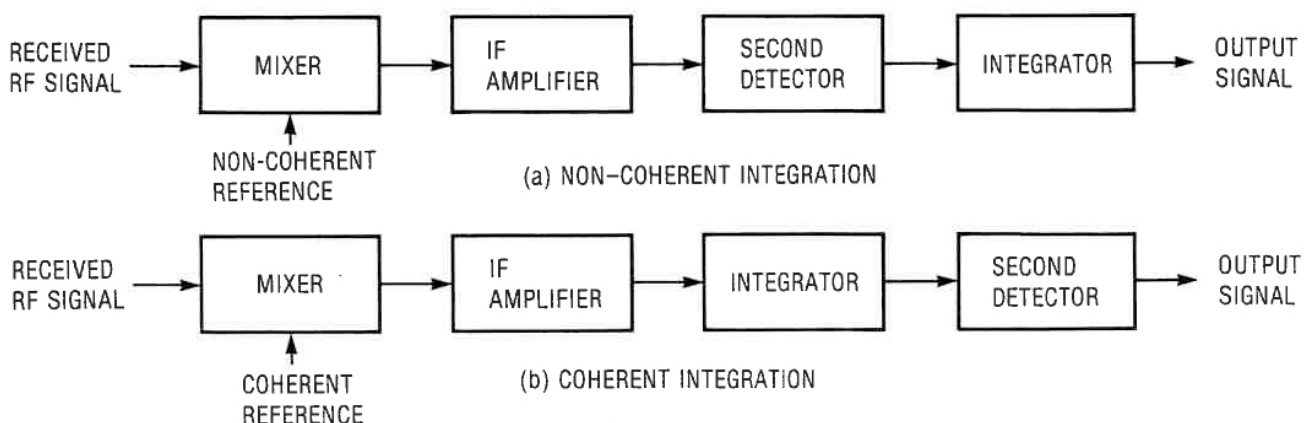 RECEIVED
RF SIGNAL
MIXER
IF
AMPLIFIER
SECOND
DETECTOR
INTEGRATOR
OUTPUT
SIGNAL
NON-COHERENT
REFERENCE
(a) NON-COHERENT INTEGRATION
RECEIVED
RF SIGNAL
MIXER
IF
AMPLIFIER
INTEGRATOR
SECOND
DETECTOR
OUTPUT
SIGNAL
COHERENT
REFERENCE
(b) COHERENT INTEGRATION